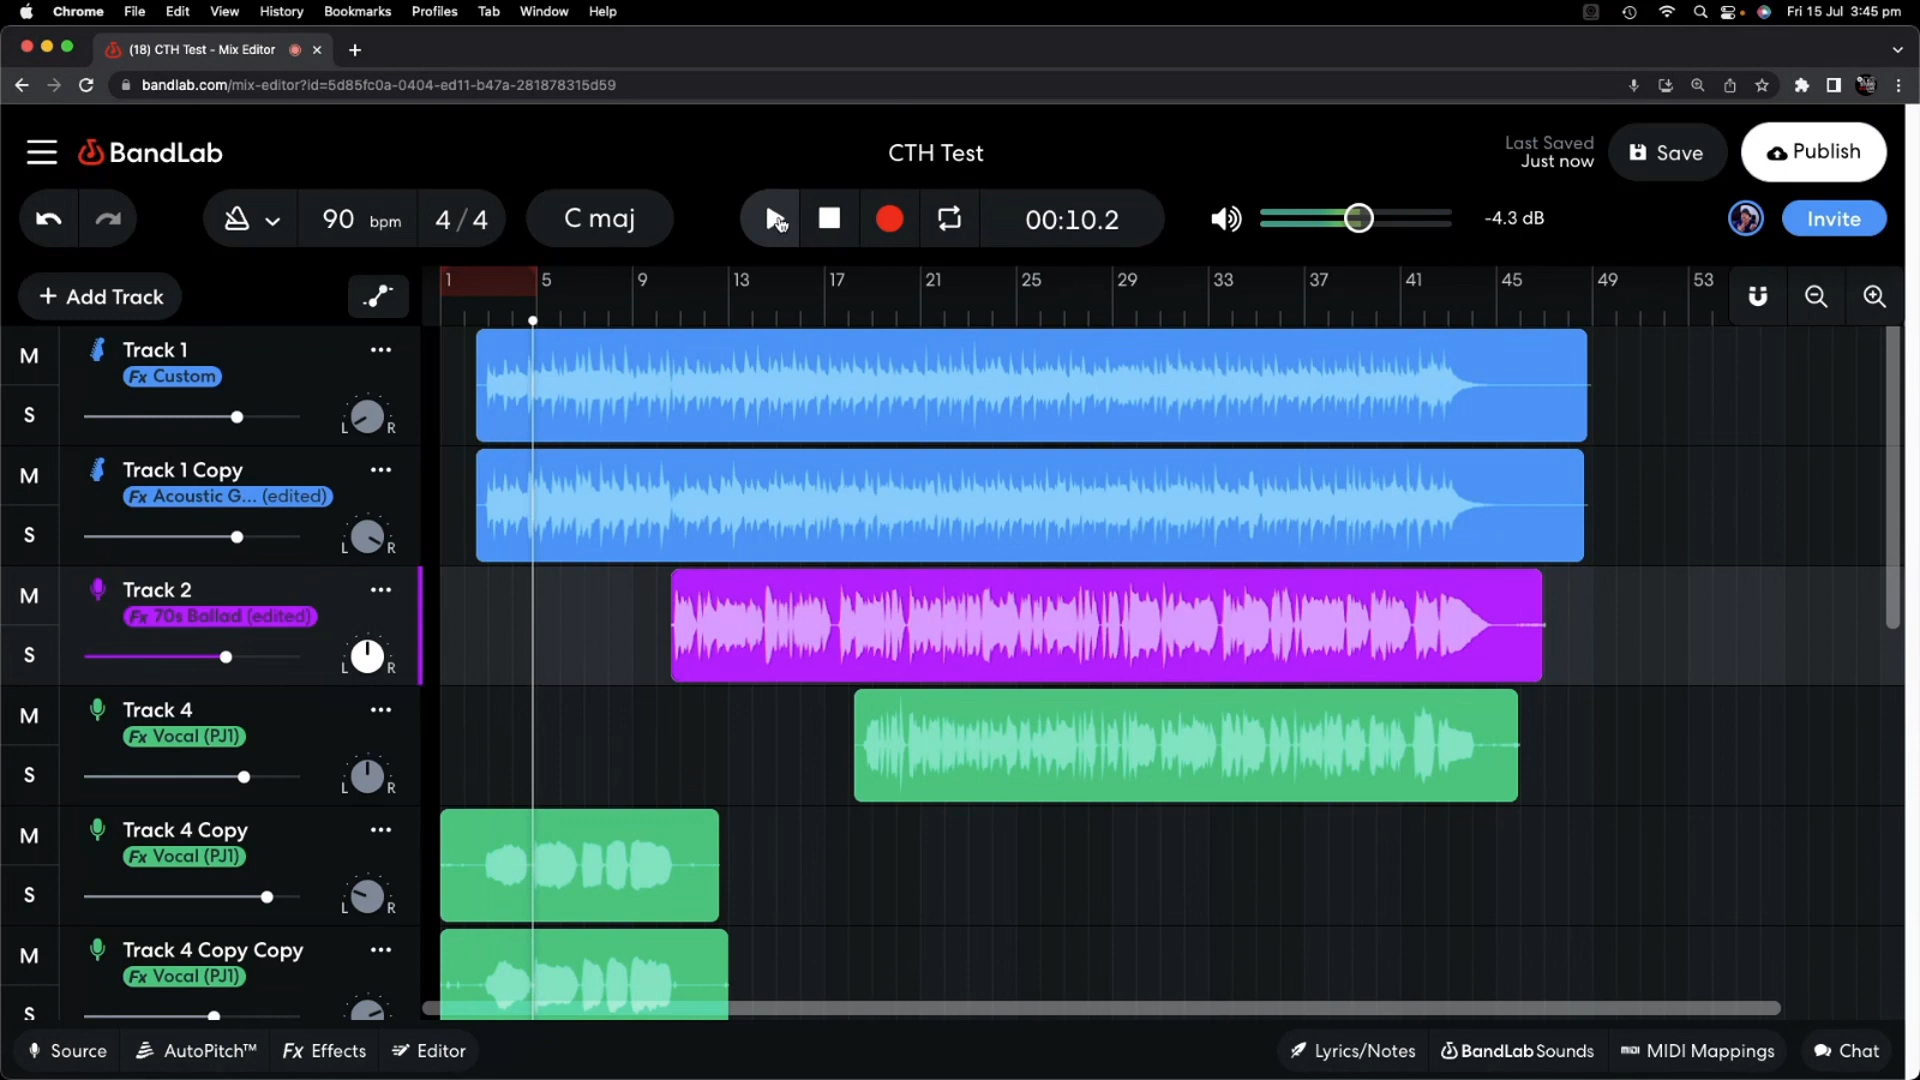 Chrome File Edit View History Bookmarks Profiles Tab Window Help Fri 15 Jul 3:45 pm
(18) CTH Test - Mix Editor
bandlab.com/mix-editor?id=5d85fc0a-0404-ed11-b47a-281878315d59
BandLab CTH Test Last Saved Just now Save Publish
90 bpm 4 / 4 C maj 00:10.2 -4.3 dB Invite
+ Add Track 1 5 9 13 17 21 25 29 33 37 41 45 49 53
M Track 1
Fx Custom
S L R
M Track 1 Copy
Fx Acoustic G... (edited)
S L R
M Track 2
Fx 70s Ballad (edited)
S L R
M Track 4
Fx Vocal (PJ1)
S L R
M Track 4 Copy
Fx Vocal (PJ1)
S L R
M Track 4 Copy Copy
Fx Vocal (PJ1)
S
Source AutoPitch™ Fx Effects Editor Lyrics/Notes BandLab Sounds MIDI MIDI Mappings Chat